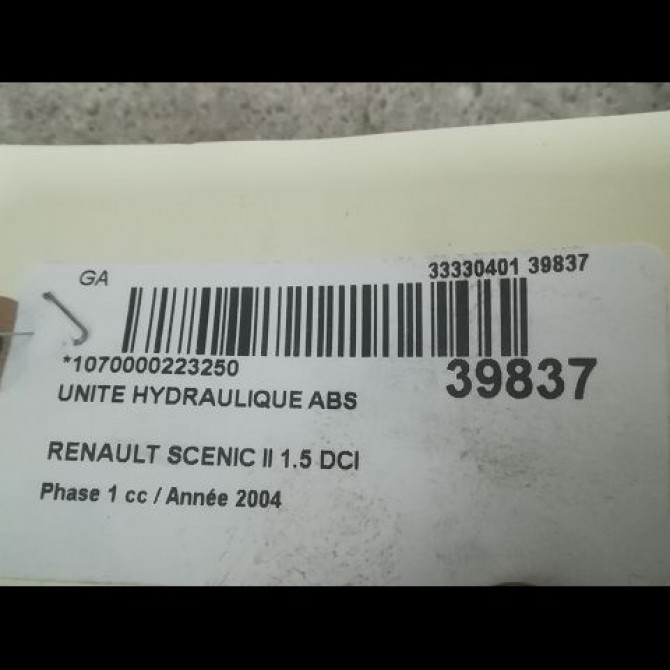 GA
33330401 39837
*1070000223250
39837
UNITE HYDRAULIQUE ABS
RENAULT SCENIC II 1.5 DCI
Phase 1 cc / Année 2004